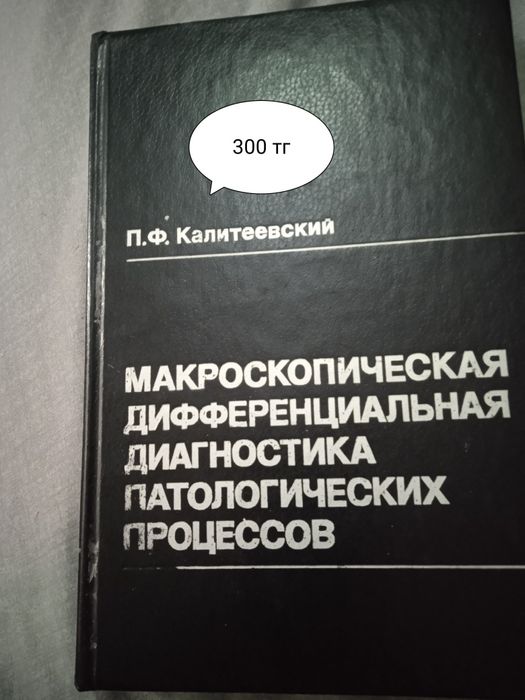 300 тг
П.Ф. Калитеевский
МАКРОСКОПИЧЕСКАЯ
ДИФФЕРЕНЦИАЛЬНАЯ
ДИАГНОСТИКА
ПАТОЛОГИЧЕСКИХ
ПРОЦЕССОВ